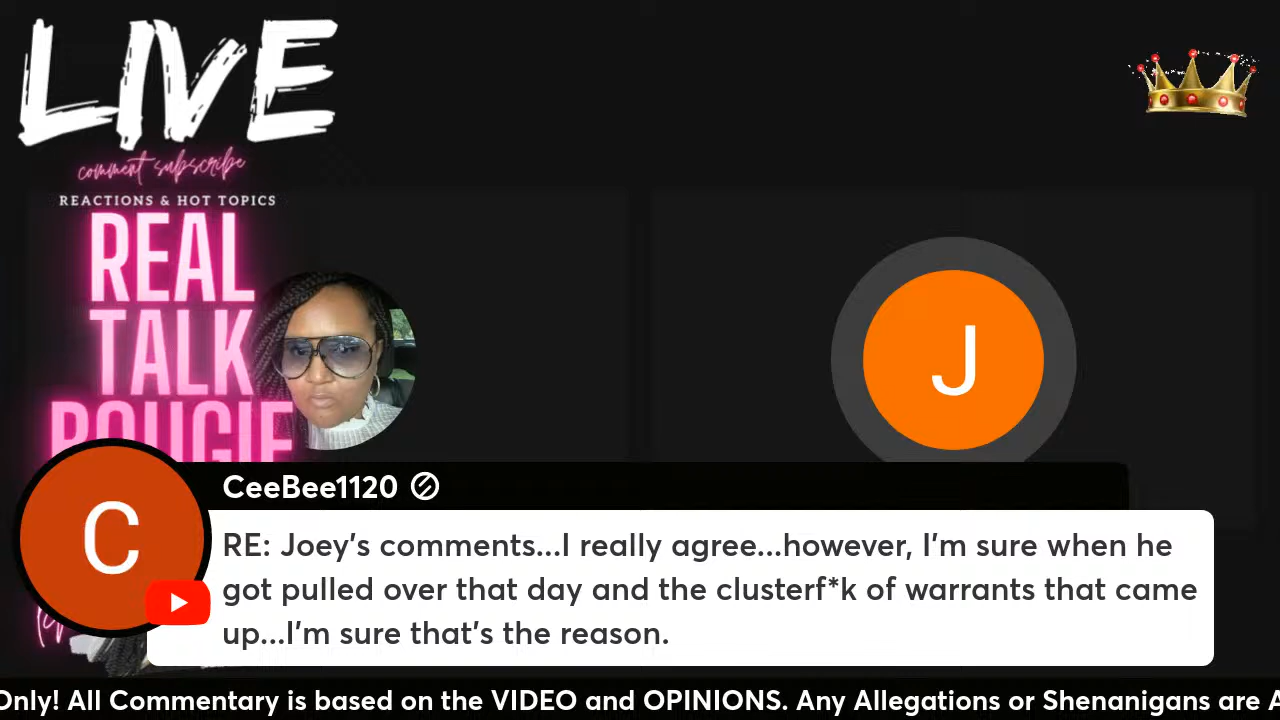 LIVE
comment subscribe
REACTIONS & HOT TOPICS
REAL
TALK
BOUGIE
J
C
CeeBee1120
RE: Joey's comments...I really agree...however, I'm sure when he
got pulled over that day and the clusterf*k of warrants that came
up...I'm sure that's the reason.
Only! All Commentary is based on the VIDEO and OPINIONS. Any Allegations or Shenanigans are A